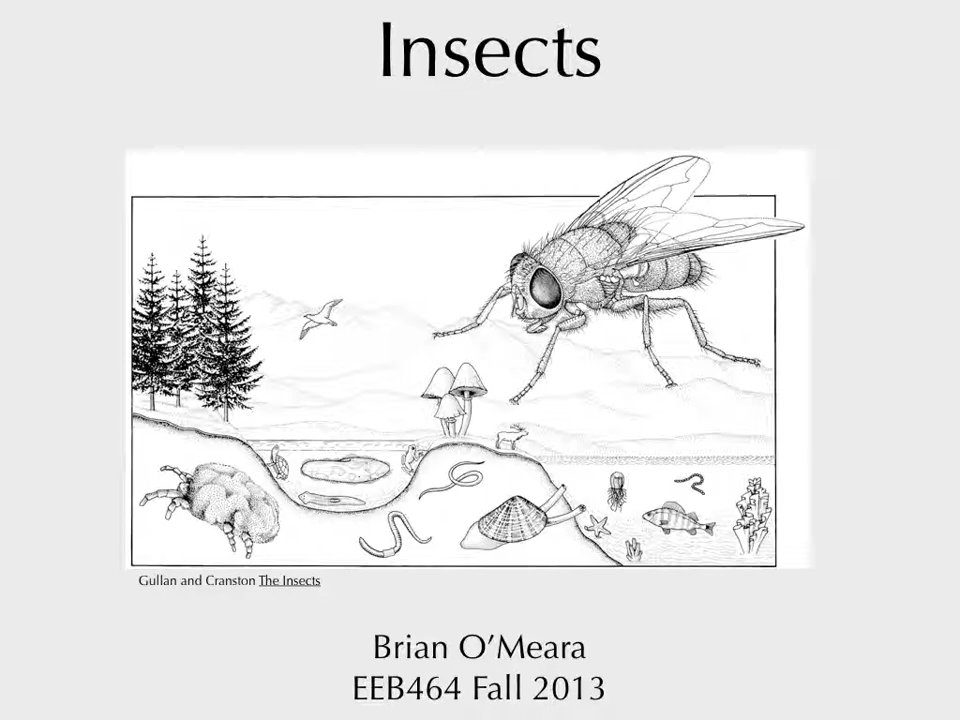 Insects
Gullan and Cranston The Insects
Brian O’Meara
EEB464 Fall 2013